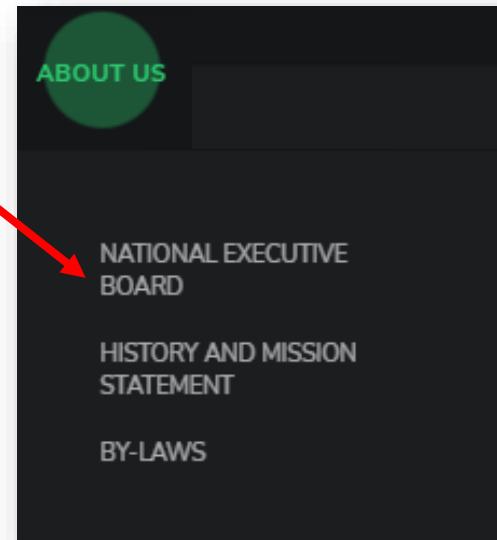 ABOUT US
NATIONAL EXECUTIVE
BOARD
HISTORY AND MISSION
STATEMENT
BY-LAWS